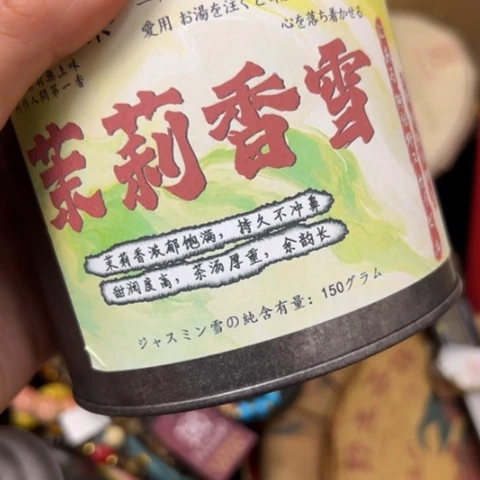 愛用 お湯を注ぐ
心を落ち着かせる
茉莉香雪
茉莉香浓郁饱满，持久不冲鼻
甜润度高，茶汤厚重，余韵长
ジャスミン雪の純含有量：150グラム